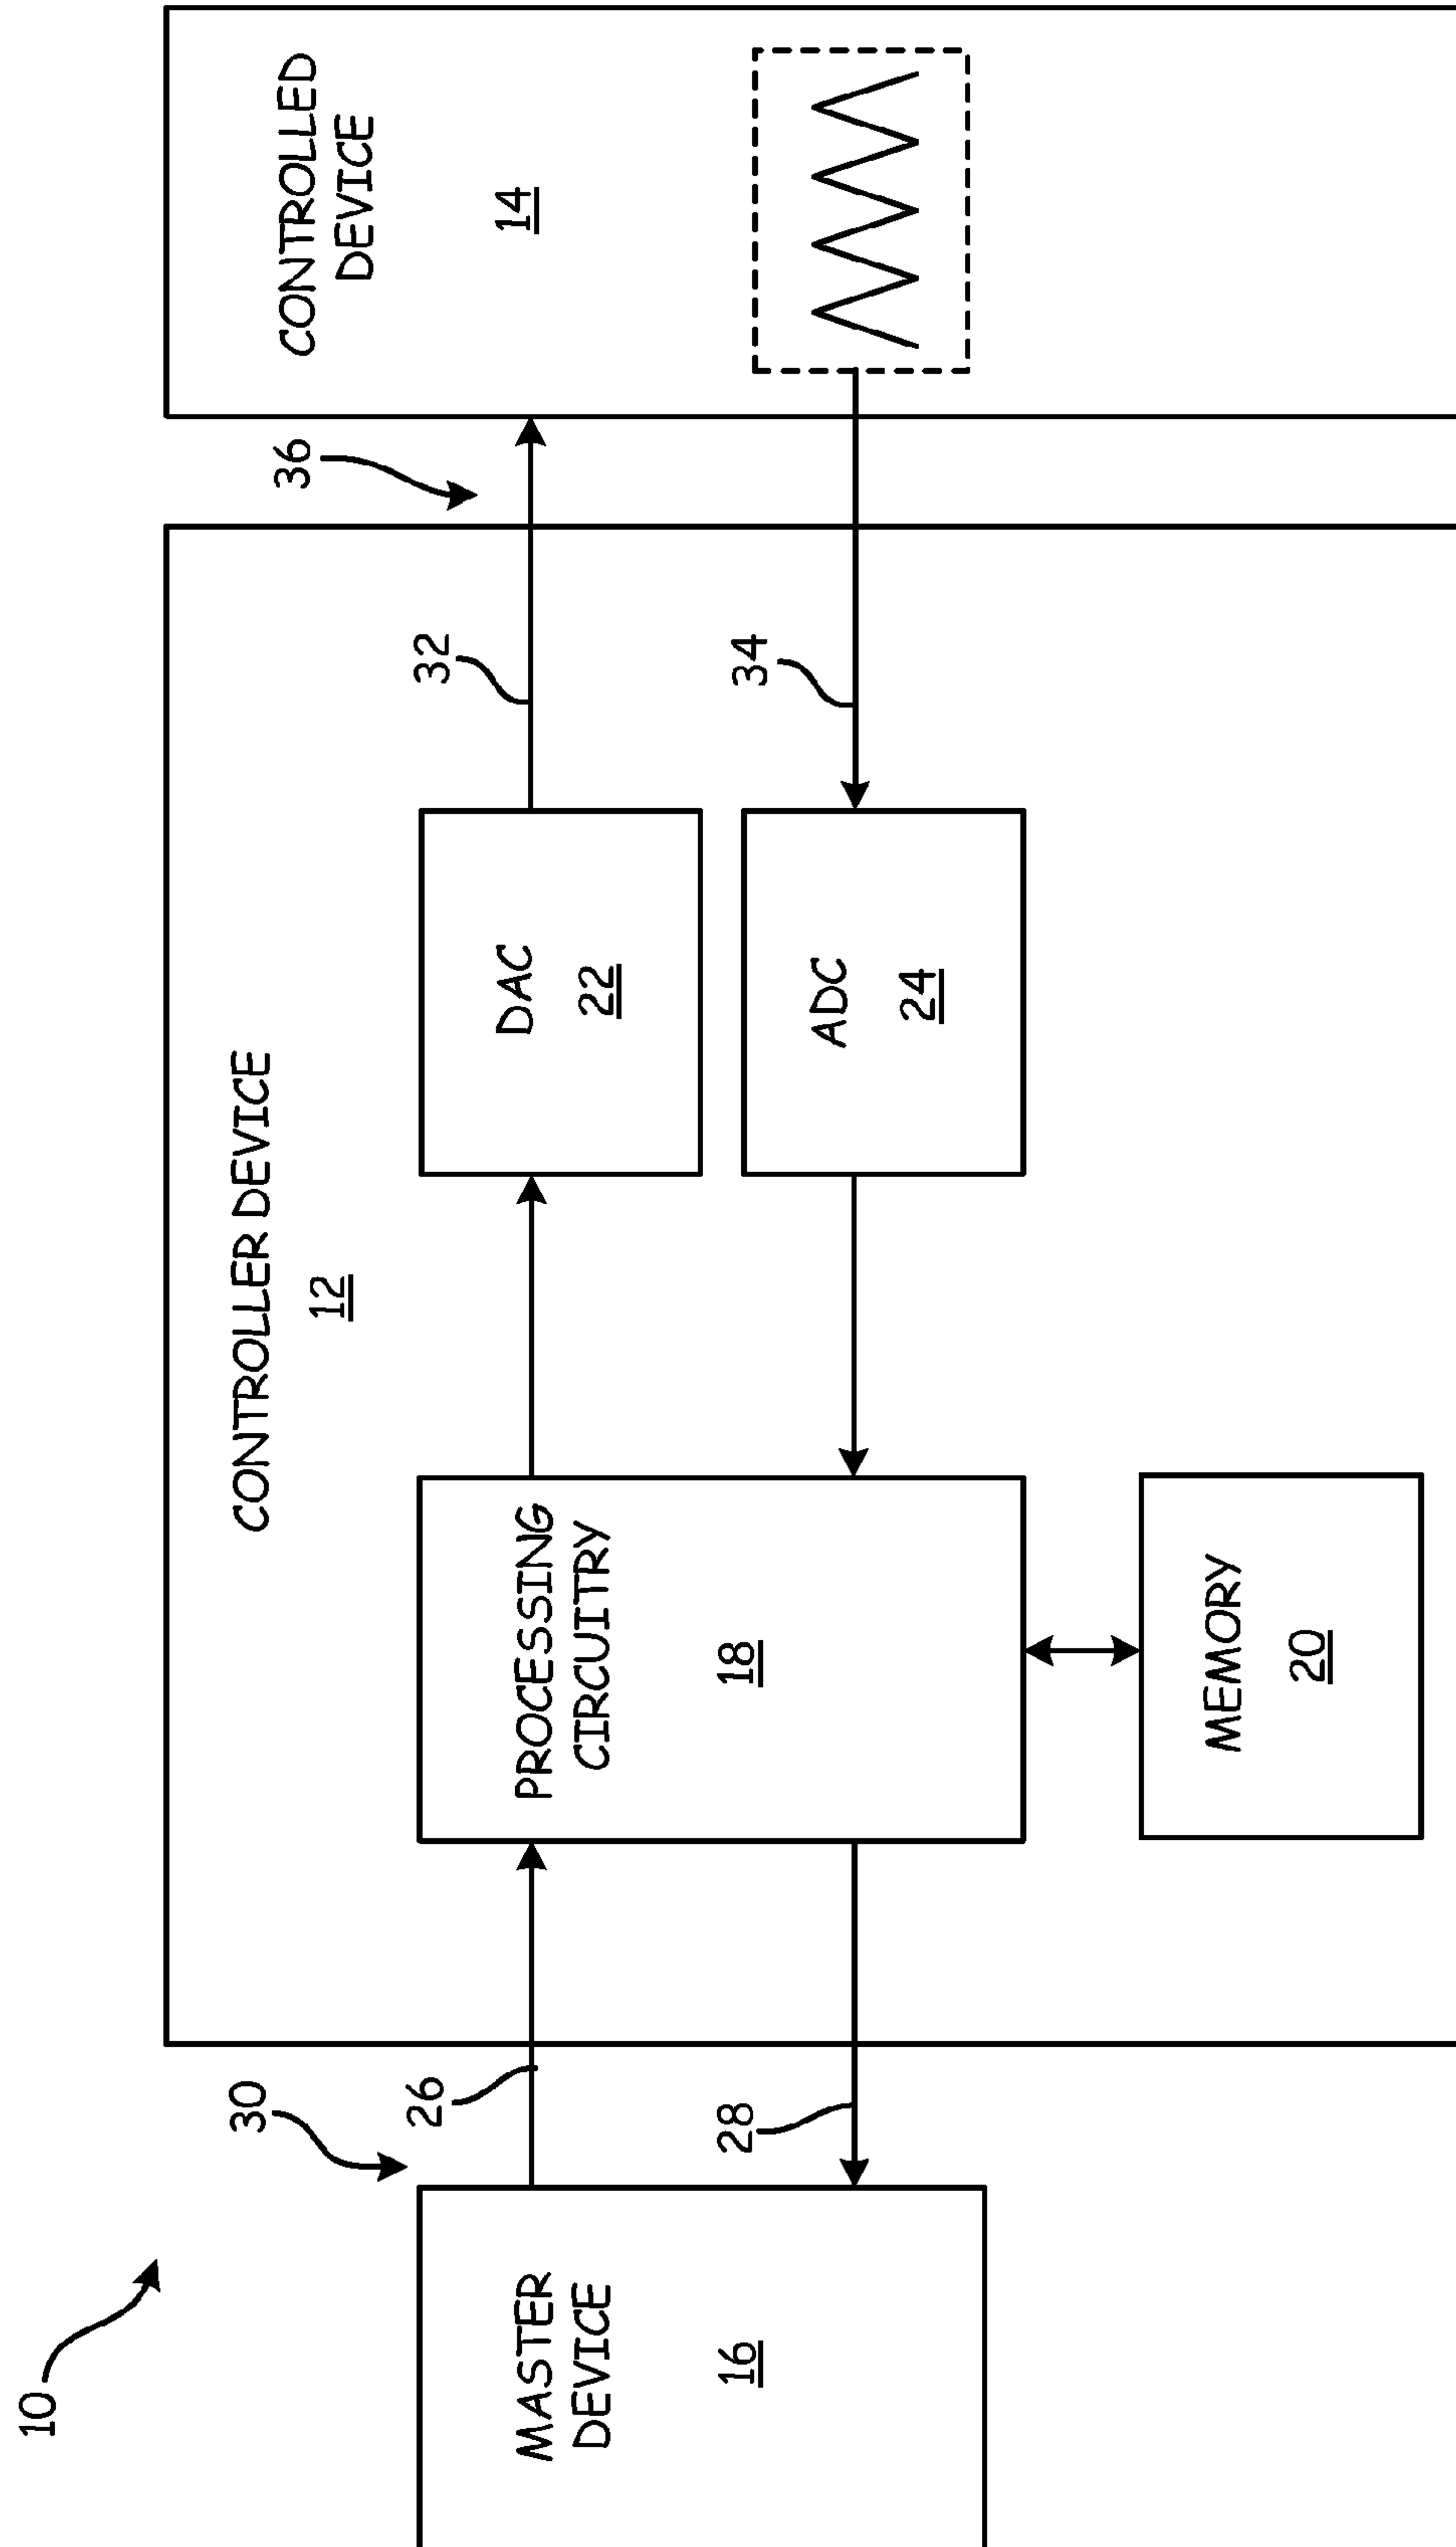 10
30
26
28
MASTER
DEVICE
16
CONTROLLER DEVICE
12
PROCESSING
CIRCUITRY
18
MEMORY
20
DAC
22
ADC
24
32
34
36
CONTROLLED
DEVICE
14